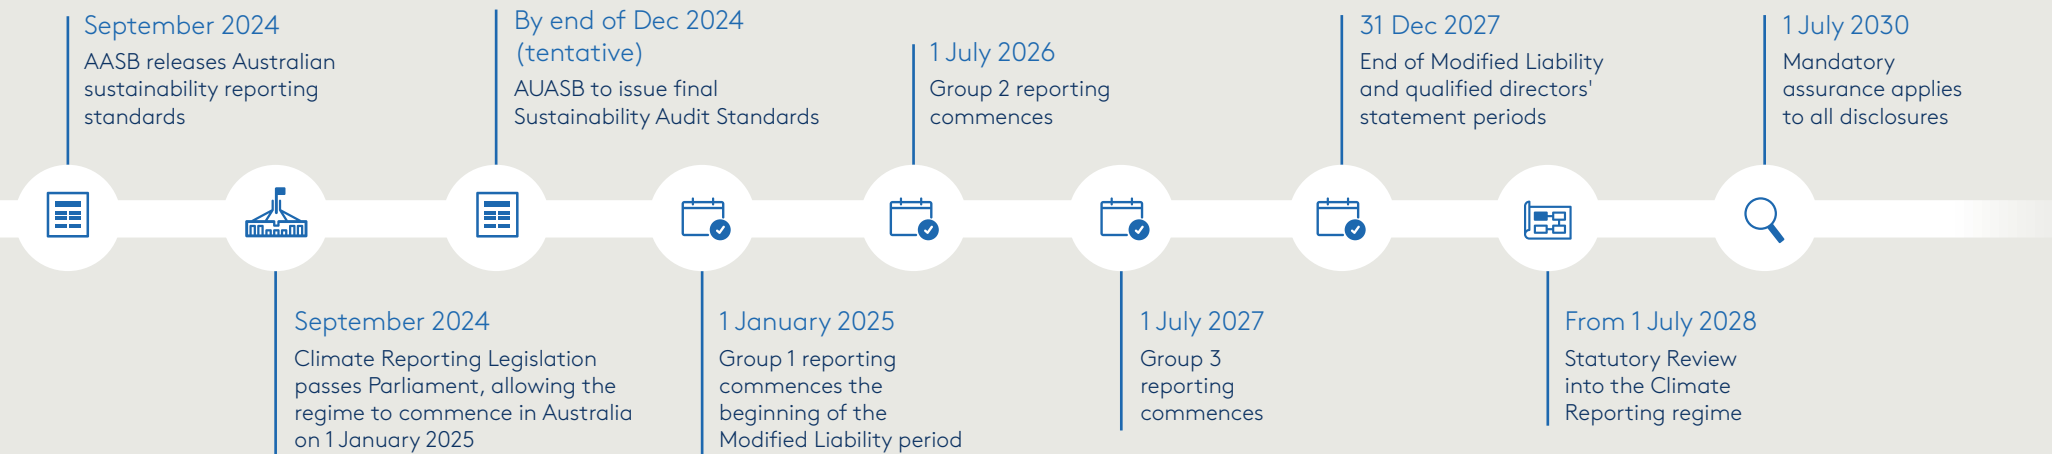 September 2024
AASB releases Australian
sustainability reporting
standards
September 2024
Climate Reporting Legislation
passes Parliament, allowing the
regime to commence in Australia
on 1 January 2025
By end of Dec 2024
(tentative)
AUASB to issue final
Sustainability Audit Standards
1 January 2025
Group 1 reporting
commences the
beginning of the
Modified Liability period
1 July 2026
Group 2 reporting
commences
1 July 2027
Group 3
reporting
commences
31 Dec 2027
End of Modified Liability
and qualified directors'
statement periods
From 1 July 2028
Statutory Review
into the Climate
Reporting regime
1 July 2030
Mandatory
assurance applies
to all disclosures